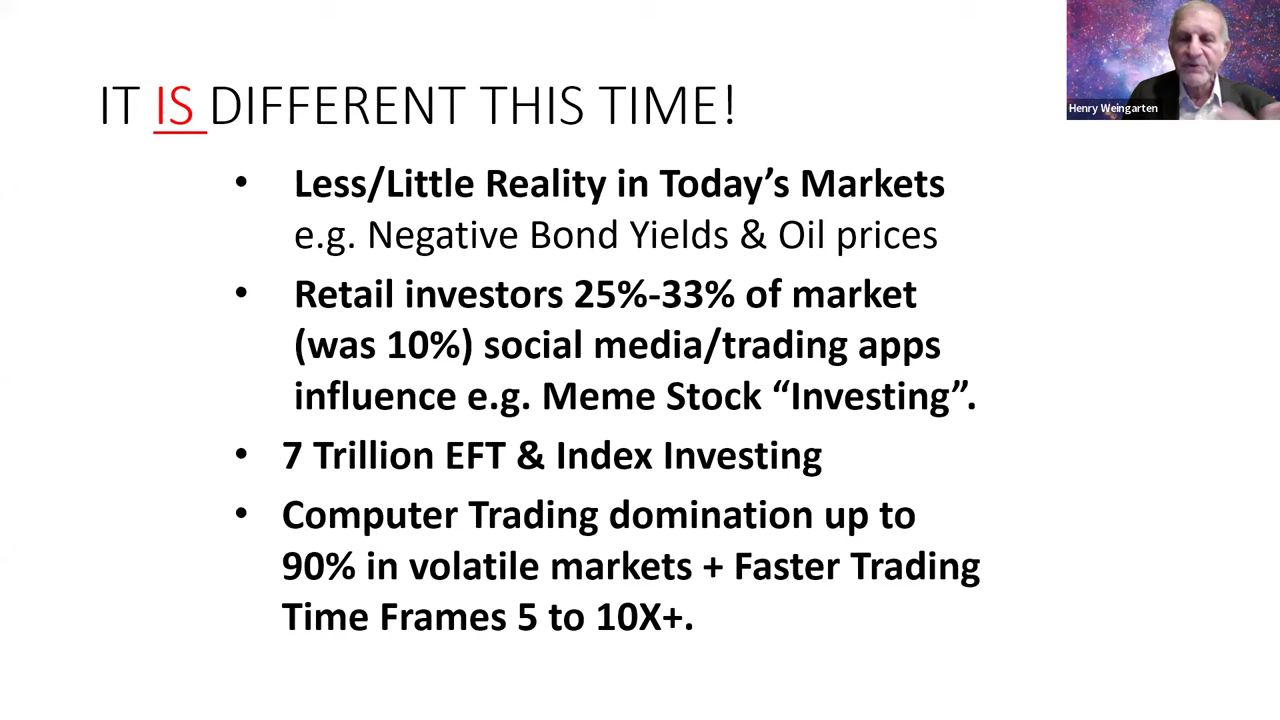 IT IS DIFFERENT THIS TIME!
Henry Weingarten
• Less/Little Reality in Today’s Markets
e.g. Negative Bond Yields & Oil prices
• Retail investors 25%-33% of market
(was 10%) social media/trading apps
influence e.g. Meme Stock “Investing”.
• 7 Trillion EFT & Index Investing
• Computer Trading domination up to
90% in volatile markets + Faster Trading
Time Frames 5 to 10X+.